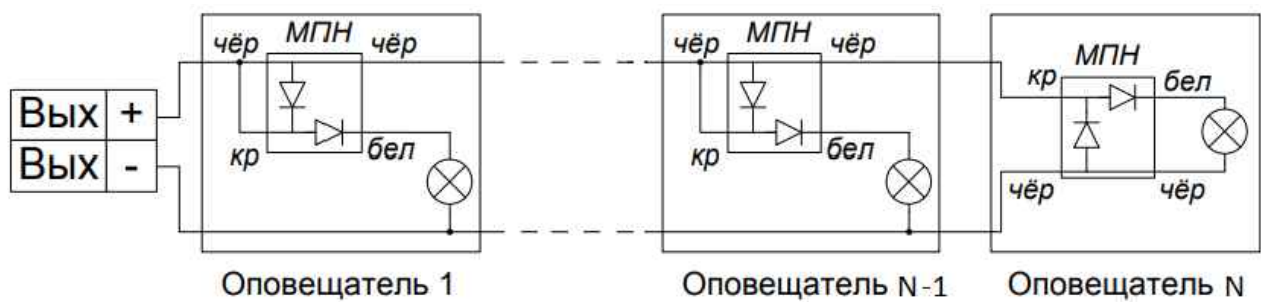 чёр МПН чёр
чёр МПН чёр
МПН
кр бел
Вых +
Вых -
кр бел
кр бел
чёр чёр
Оповещатель 1
Оповещатель N-1
Оповещатель N